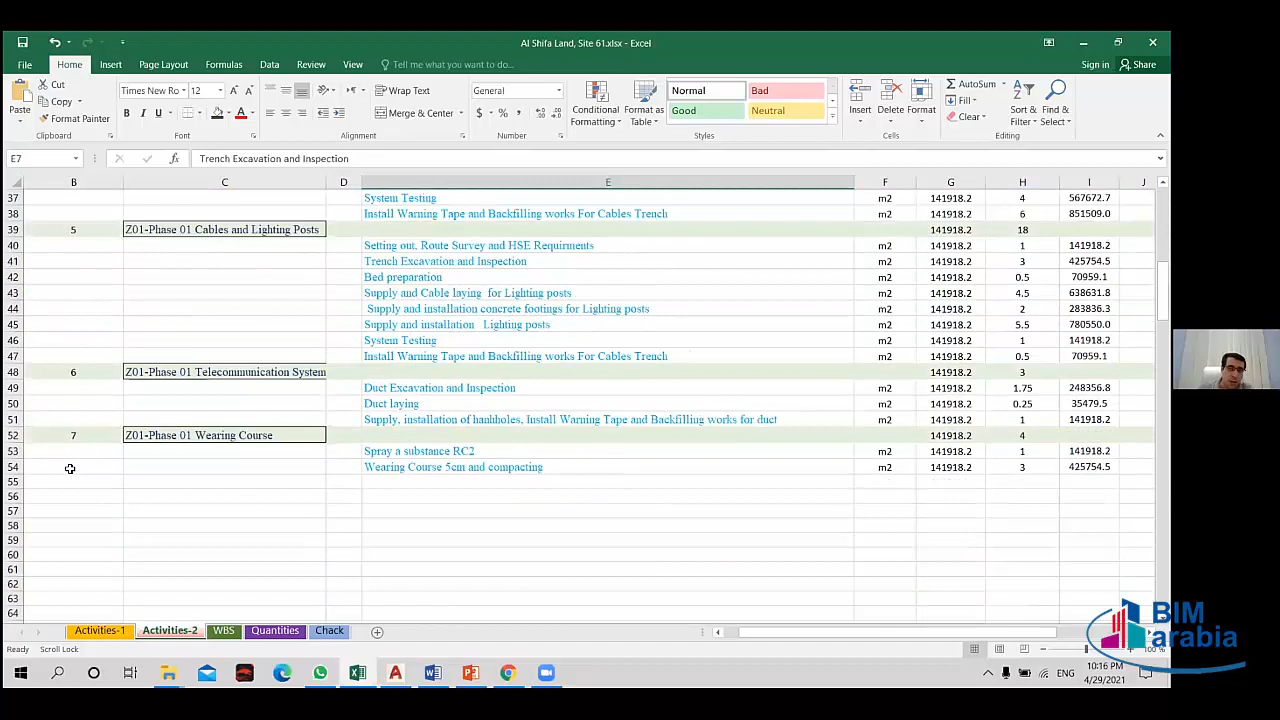 Al Shifa Land, Site 61.xlsx - Excel
File Home Insert Page Layout Formulas Data Review View Tell me what you want to do... Sign in Share
Cut
Copy
Format Painter
Paste
Clipboard
Times New Ro 12
B I U
Font
Wrap Text
Merge & Center
Alignment
General
$ % ,
Number
Conditional Formatting
Format as Table
Normal Bad
Good Neutral
Styles
Insert Delete Format
Cells
AutoSum
Fill
Clear
Sort & Filter
Find & Select
Editing
E7 fx Trench Excavation and Inspection
B C D E F G H I J
37 System Testing m2 141918.2 4 567672.7
38 Install Warning Tape and Backfilling works For Cables Trench m2 141918.2 6 851509.0
39 5 Z01-Phase 01 Cables and Lighting Posts 141918.2 18
40 Setting out, Route Survey and HSE Requirments m2 141918.2 1 141918.2
41 Trench Excavation and Inspection m2 141918.2 3 425754.5
42 Bed preparation m2 141918.2 0.5 70959.1
43 Supply and Cable laying for Lighting posts m2 141918.2 4.5 638631.8
44 Supply and installation concrete footings for Lighting posts m2 141918.2 2 283836.3
45 Supply and installation Lighting posts m2 141918.2 5.5 780550.0
46 System Testing m2 141918.2 1 141918.2
47 Install Warning Tape and Backfilling works For Cables Trench m2 141918.2 0.5 70959.1
48 6 Z01-Phase 01 Telecommunication System 141918.2 3
49 Duct Excavation and Inspection m2 141918.2 1.75 248356.8
50 Duct laying m2 141918.2 0.25 35479.5
51 Supply, installation of hanhholes, Install Warning Tape and Backfilling works for duct m2 141918.2 1 141918.2
52 7 Z01-Phase 01 Wearing Course 141918.2 4
53 Spray a substance RC2 m2 141918.2 1 141918.2
54 Wearing Course 5cm and compacting m2 141918.2 3 425754.5
55
56
57
58
59
60
61
62
63
64
Activities-1 Activities-2 WBS Quantities Chack
Ready Scroll Lock 100 %
BIM
arabia
ENG
10:16 PM
4/29/2021